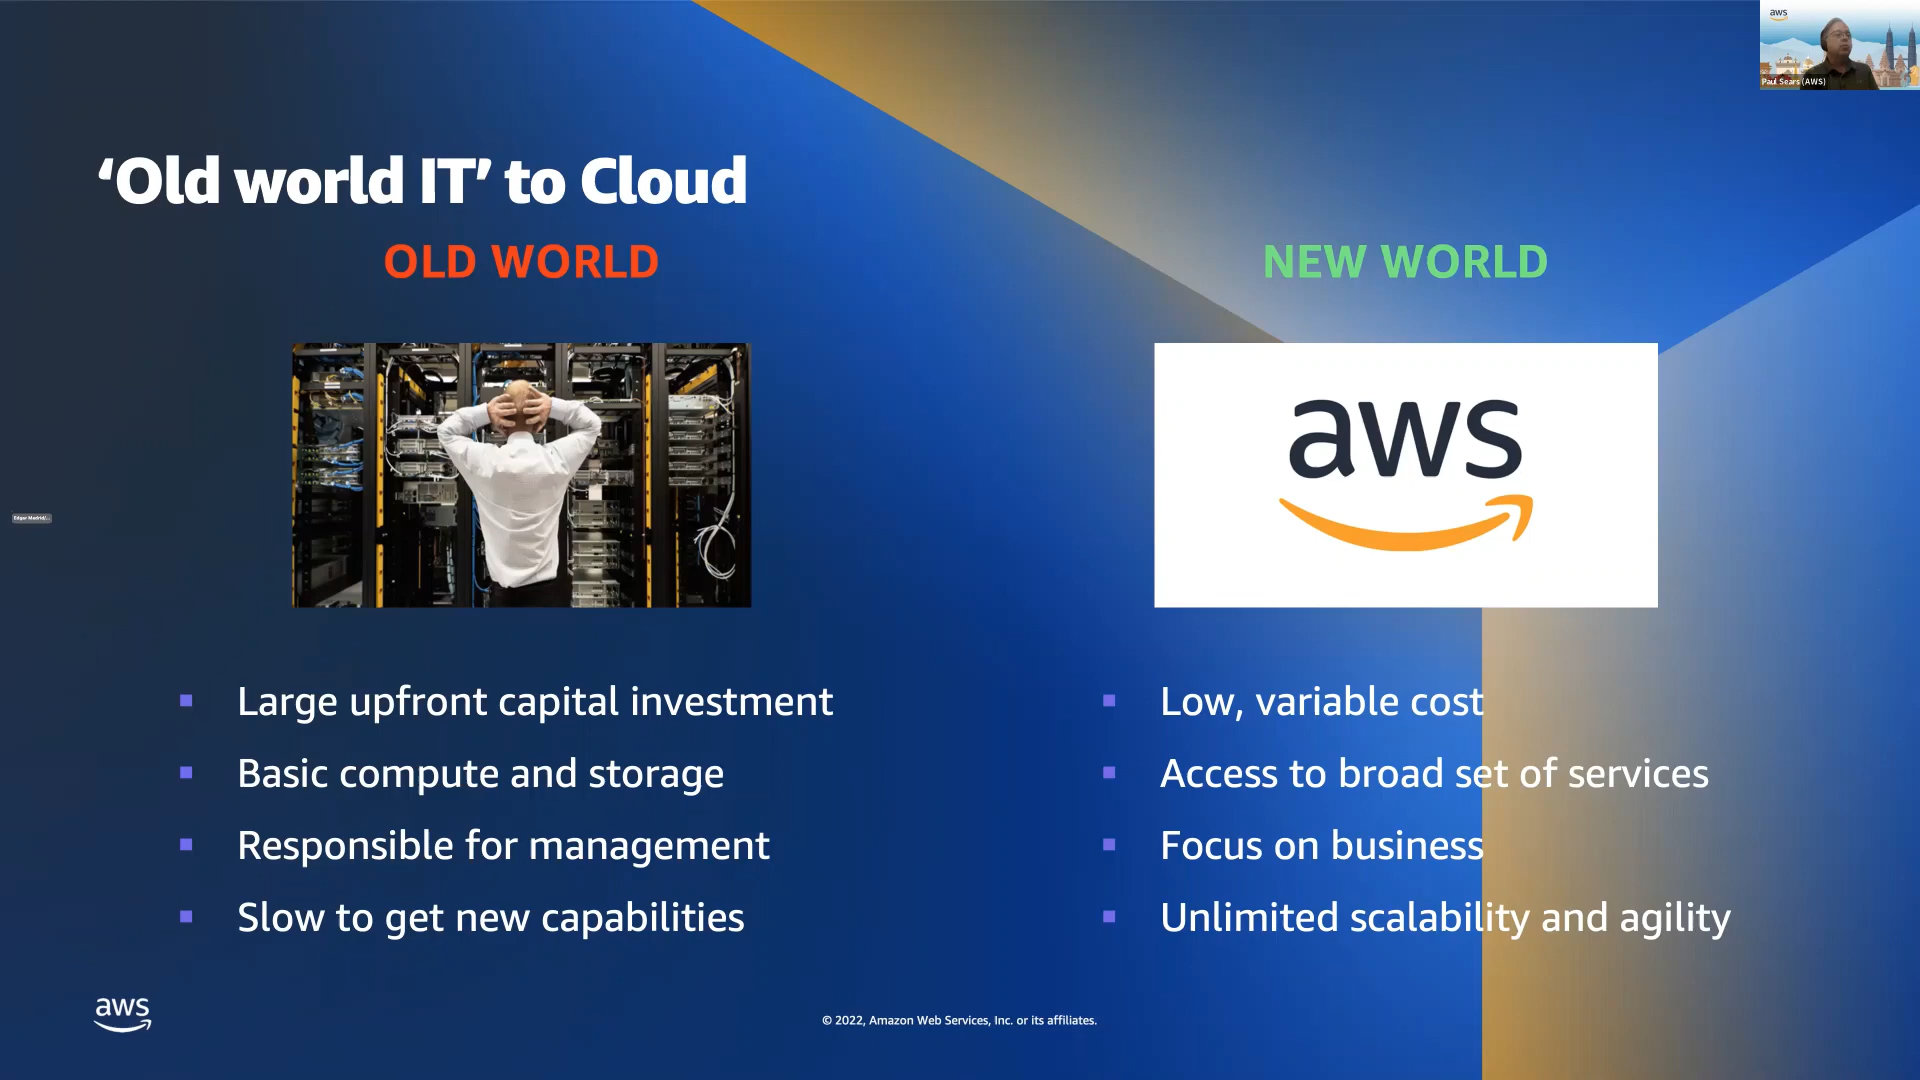 aws
Paul Sears (AWS)
‘Old world IT’ to Cloud
OLD WORLD
NEW WORLD
aws
Edgar Madrid/...
Large upfront capital investment
Basic compute and storage
Responsible for management
Slow to get new capabilities
Low, variable cost
Access to broad set of services
Focus on business
Unlimited scalability and agility
aws
© 2022, Amazon Web Services, Inc. or its affiliates.